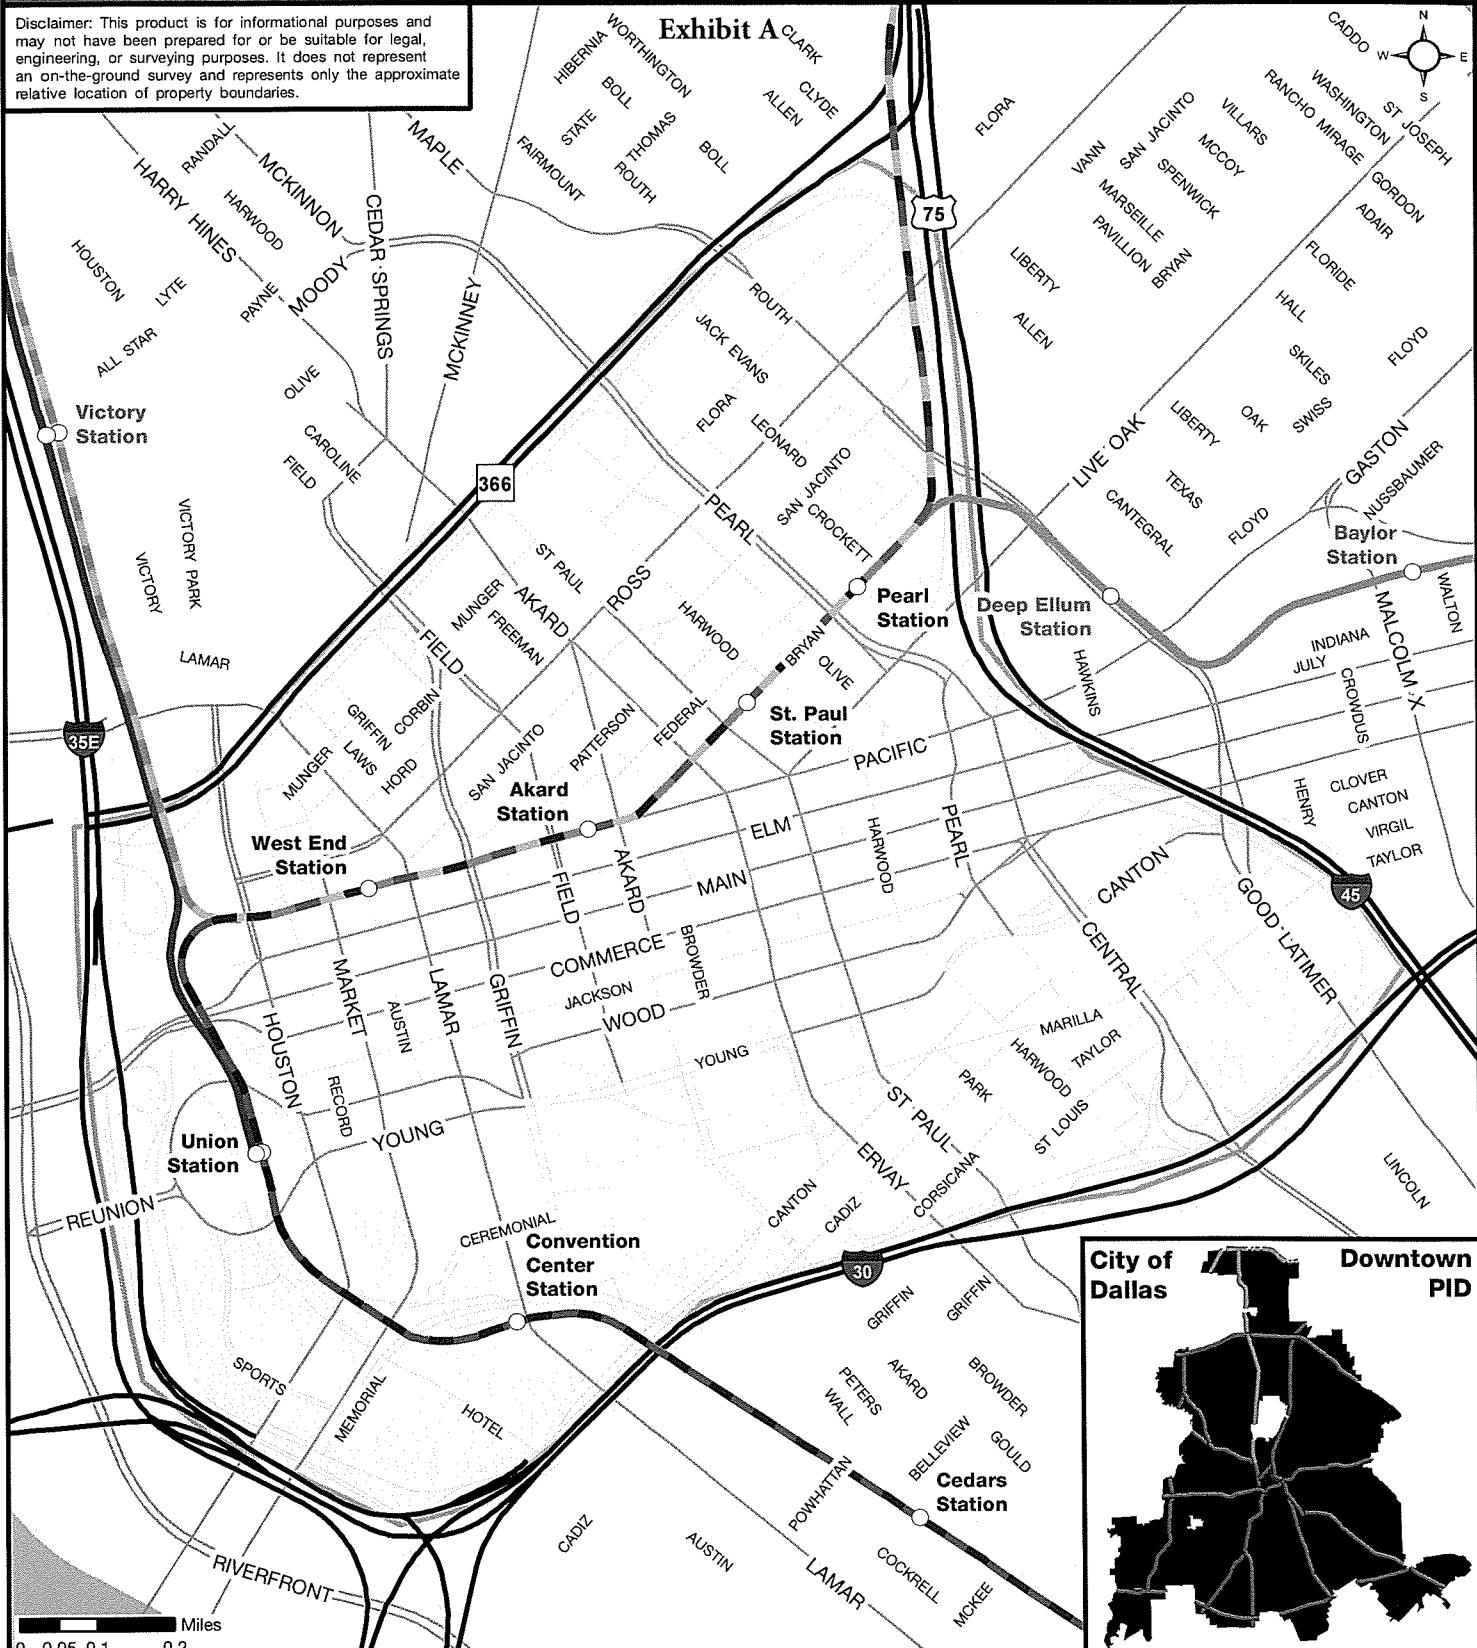 Disclaimer: This product is for informational purposes and
may not have been prepared for or be suitable for legal,
engineering, or surveying purposes. It does not represent
an on-the-ground survey and represents only the approximate
relative location of property boundaries.
Exhibit A
N
W
E
S
HIBERNIA
WORTHINGTON
CLARK
CADDO
BOLL
CLYDE
ALLEN
STATE
THOMAS
BOLL
FAIRMOUNT
ROUTH
FLORA
WASHINGTON
RANCHO MIRAGE
ST JOSEPH
VILLARS
SAN JACINTO
MCCOY
VANN
SPENWICK
MARSEILLE
PAVILLION
BRYAN
GORDON
ADAIR
RANDALL
MCKINNON
MAPLE
HARRY HINES
HARWOOD
CEDAR SPRINGS
75
HOUSTON
LYTE
PAYNE
MOODY
MCKINNEY
ROUTH
LIBERTY
ALLEN
FLORIDE
HALL
ALL STAR
OLIVE
JACK EVANS
SKILES
FLOYD
Victory
Station
CAROLINE
FIELD
FLORA
LEONARD
LIBERTY
OAK
SWISS
LIVE OAK
GASTON
366
SAN JACINTO
CROCKETT
PEARL
TEXAS
CANTEGRAL
FLOYD
NUSSBAUMER
VICTORY PARK
VICTORY
Baylor
Station
ST PAUL
MUNGER
AKARD
ROSS
FREEMAN
HARWOOD
Pearl
Station
Deep Ellum
Station
WALTON
MALCOLM X
LAMAR
FIELD
BRYAN
OLIVE
HAWKINS
INDIANA
JULY
CROWDUS
35E
GRIFFIN
CORBIN
LAWS
HORD
MUNGER
SAN JACINTO
PATTERSON
FEDERAL
St. Paul
Station
PACIFIC
Akard
Station
HENRY
CLOVER
CANTON
VIRGIL
TAYLOR
West End
Station
ELM
HARWOOD
PEARL
FIELD
AKARD
MAIN
CANTON
45
GOOD LATIMER
CENTRAL
COMMERCE
BROWDER
MARKET
AUSTIN
LAMAR
GRIFFIN
JACKSON
WOOD
HOUSTON
YOUNG
MARILLA
HARWOOD
TAYLOR
RECORD
PARK
ST PAUL
ST LOUIS
Union
Station
YOUNG
ERVAY
CORSICANA
LINCOLN
REUNION
CANTON
CADIZ
CEREMONIAL
Convention
Center
Station
30
GRIFFIN
GRIFFIN
City of
Dallas
Downtown
PID
SPORTS
MEMORIAL
HOTEL
PETERS
WALL
AKARD
BROWDER
BELLEVIEW
GOULD
POWHATTAN
Cedars
Station
CADIZ
AUSTIN
LAMAR
COCKRELL
MCKEE
RIVERFRONT
Miles